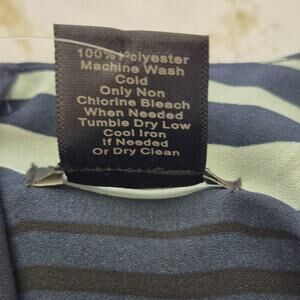 100% Polyester
Machine Wash
Cold
Only Non
Chlorine Bleach
When Needed
Tumble Dry Low
Cool Iron
If Needed
Or Dry Clean